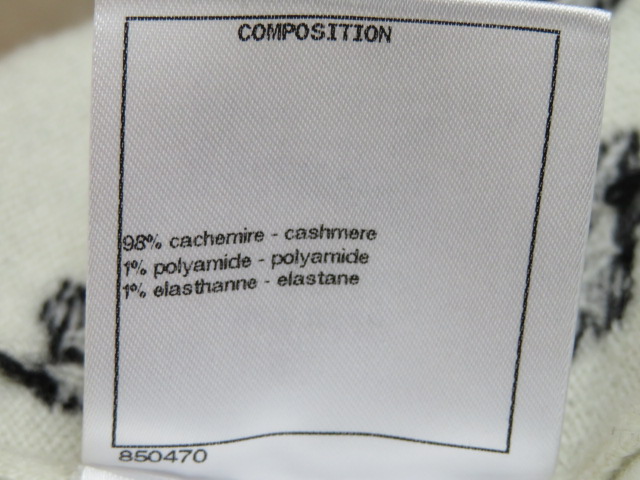 COMPOSITION
98% cachemire - cashmere
1% polyamide - polyamide
1% elasthanne - elastane
850470